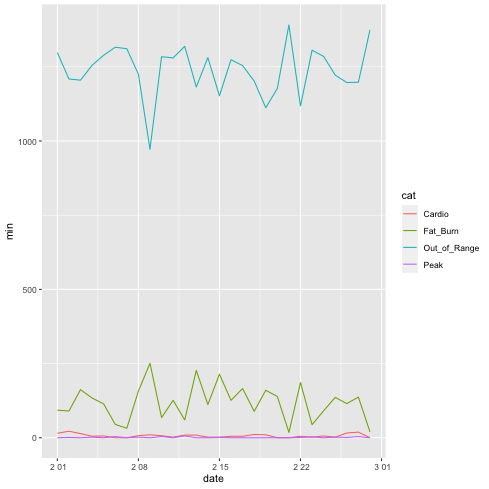 1000
500
0
min
2 01
2 08
2 15
2 22
3 01
date
cat
Cardio
Fat_Burn
Out_of_Range
Peak